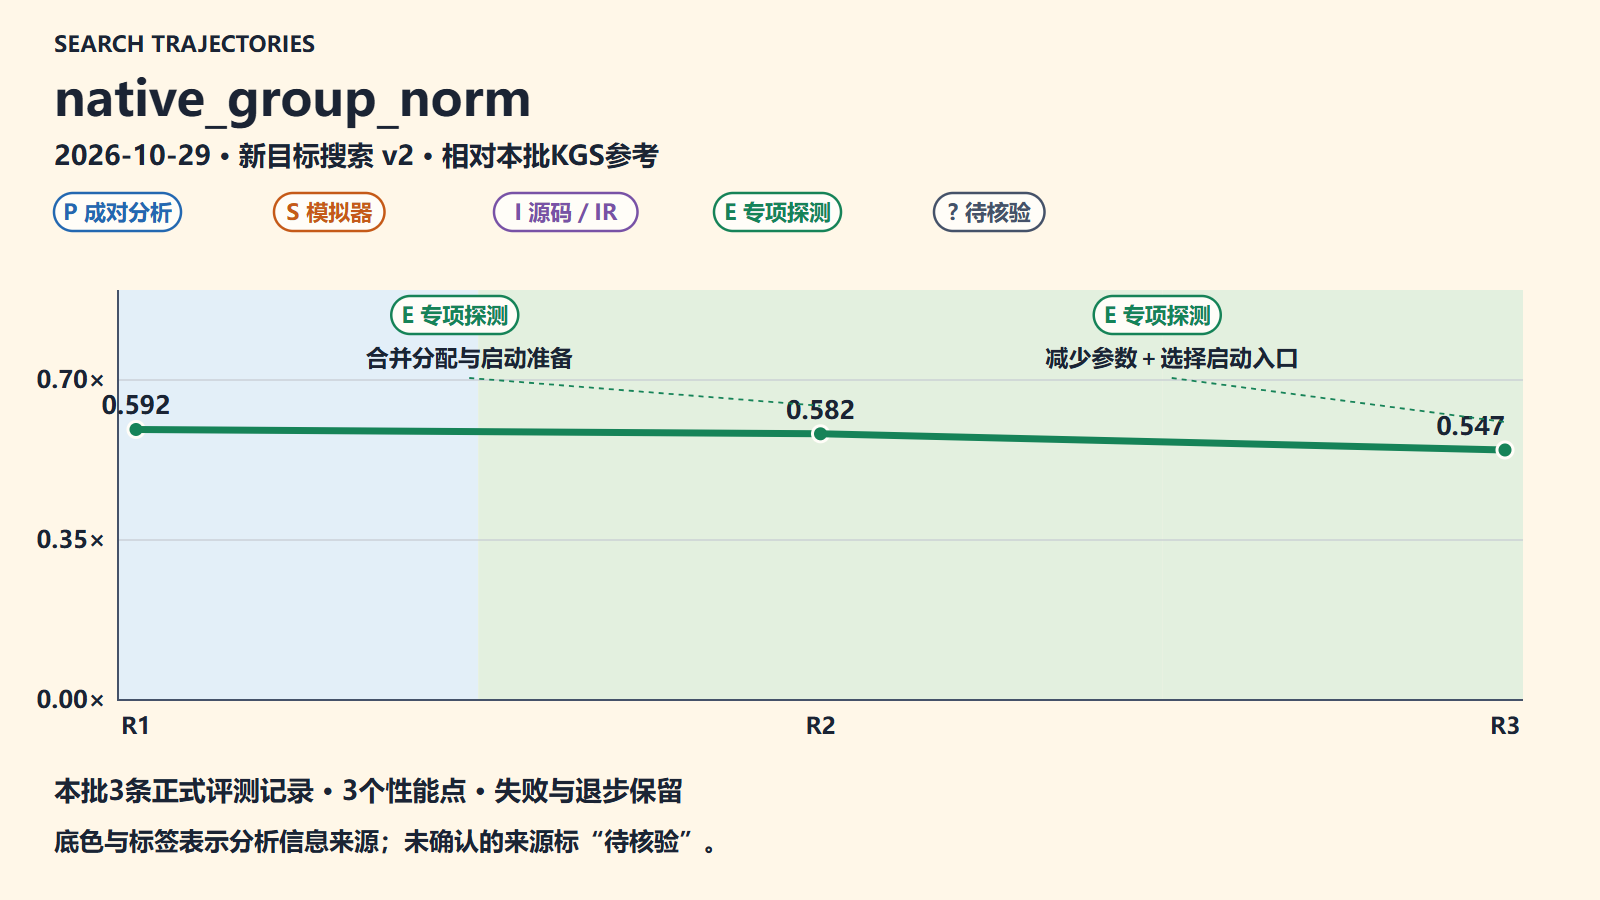 SEARCH TRAJECTORIES
native_group_norm
2026-10-29 • 新目标搜索 v2 • 相对本批KGS参考
P 成对分析
S 模拟器
I 源码 / IR
E 专项探测
? 待核验
E 专项探测
E 专项探测
合并分配与启动准备
减少参数 + 选择启动入口
0.70×
0.592
0.582
0.547
0.35×
0.00×
R1
R2
R3
本批3条正式评测记录 • 3个性能点 • 失败与退步保留
底色与标签表示分析信息来源；未确认的来源标“待核验”。